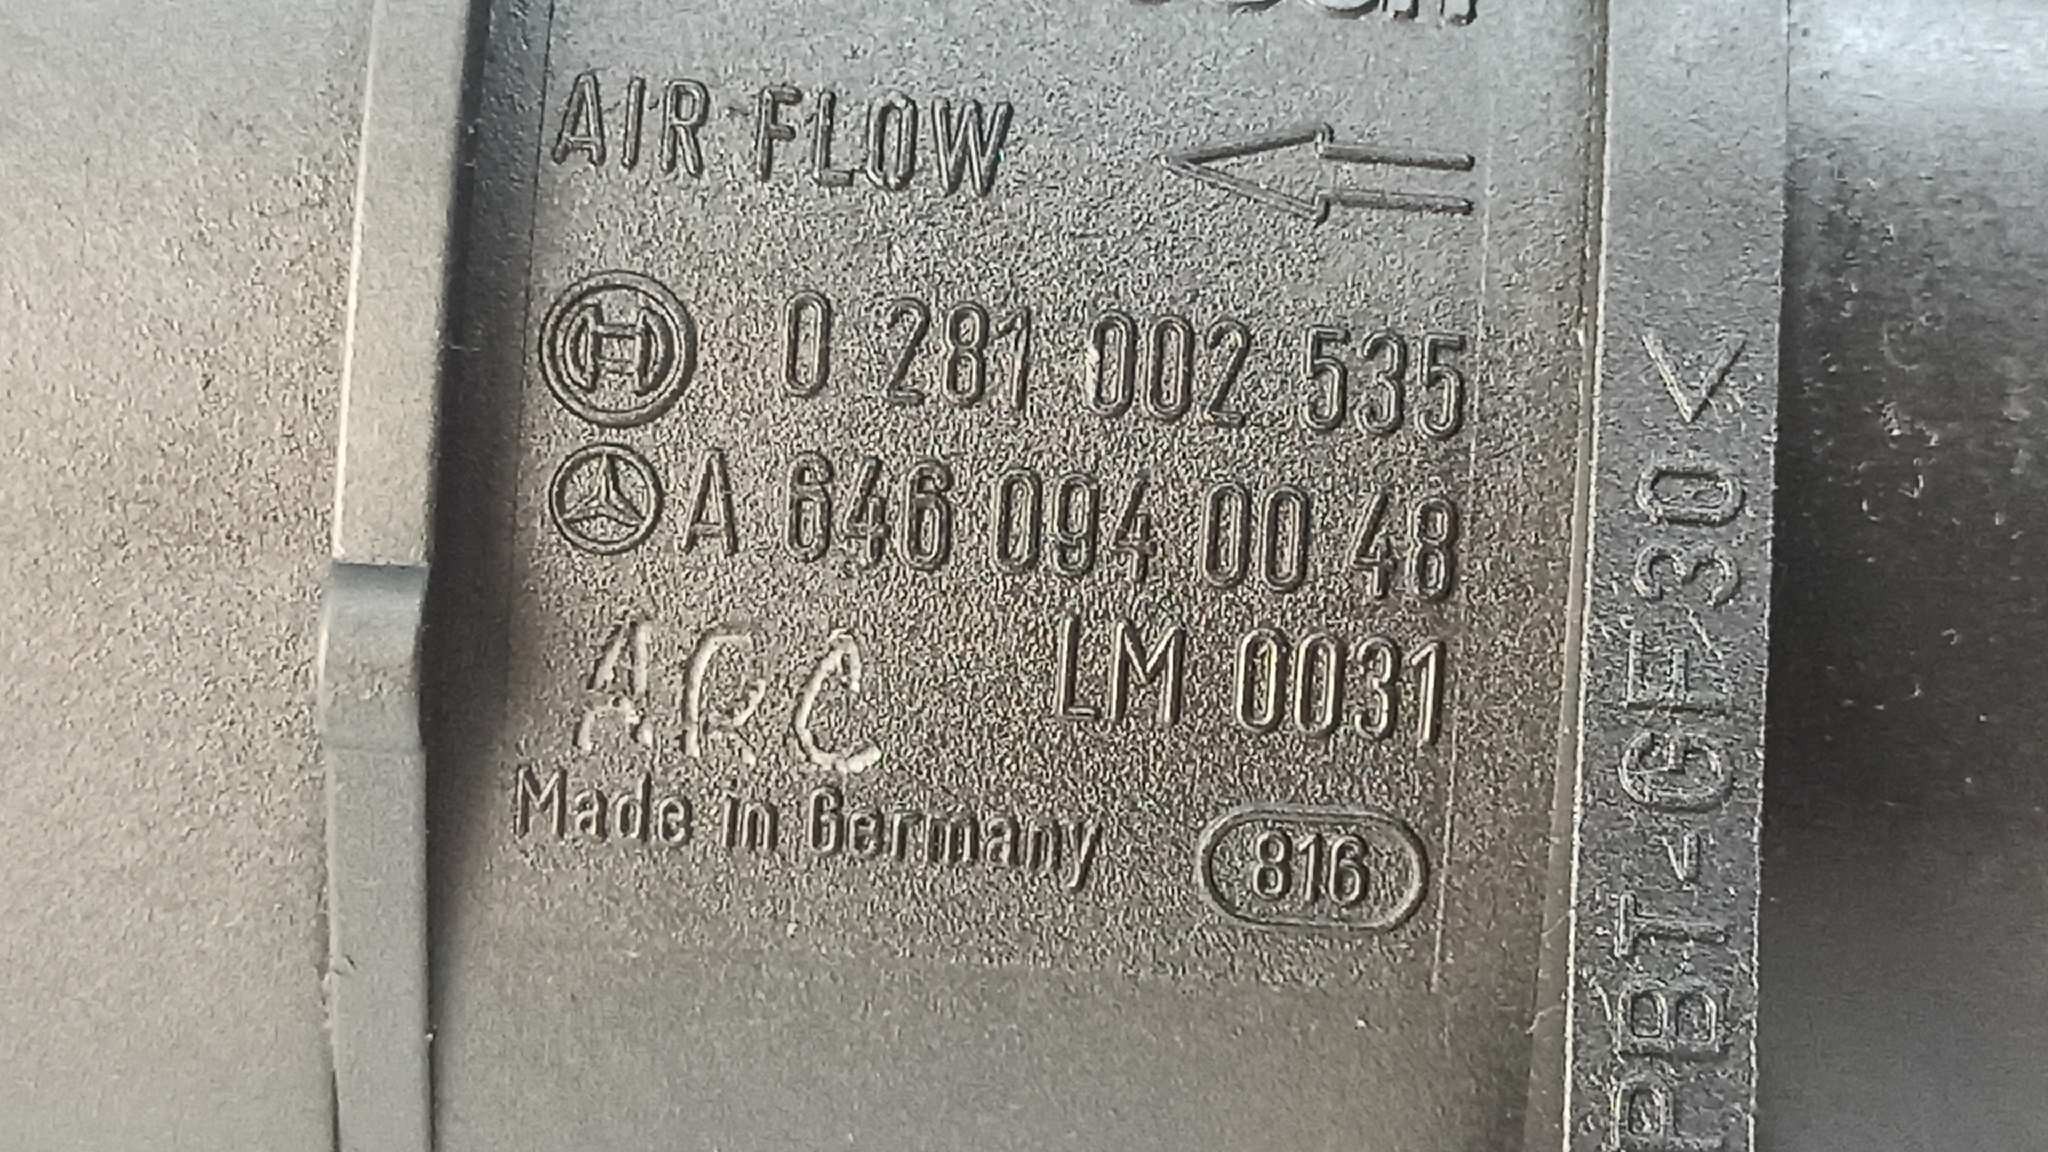 AIR FLOW
0 281 002 535
A 646 094 00 48
ARC LM 0031
Made in Germany 816
PBT-GF30<